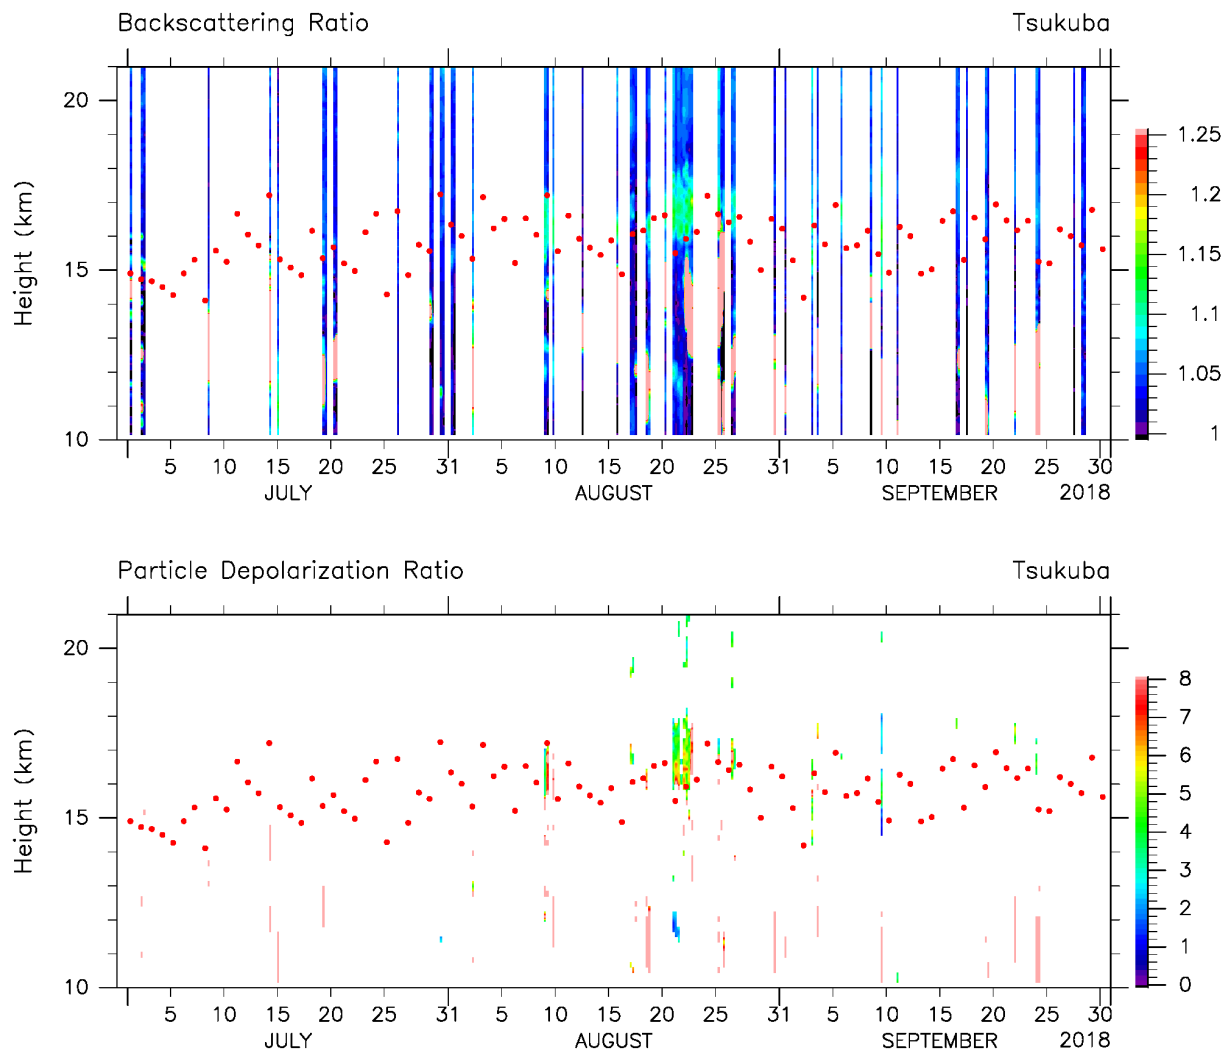 Backscattering Ratio Tsukuba
Height (km)
20
15
10
1.25
1.2
1.15
1.1
1.05
1
5 10 15 20 25 31 5 10 15 20 25 31 5 10 15 20 25 30
JULY AUGUST SEPTEMBER 2018
Particle Depolarization Ratio Tsukuba
Height (km)
20
15
10
8
7
6
5
4
3
2
1
0
5 10 15 20 25 31 5 10 15 20 25 31 5 10 15 20 25 30
JULY AUGUST SEPTEMBER 2018